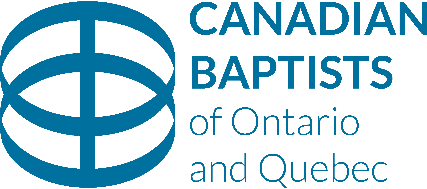 CANADIAN
BAPTISTS
of Ontario
and Quebec